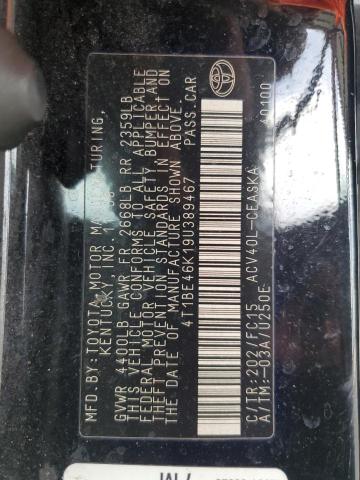 MFD.BY:TOYOTA MOTOR MANUFACTURING,
KENTUCKY,INC.
GVWR 4400LB GAWR FR 2668LB RR 2359LB
THIS VEHICLE CONFORMS TO ALL APPLICABLE
FEDERAL MOTOR VEHICLE SAFETY, BUMPER, AND
THEFT PREVENTION STANDARDS IN EFFECT ON
THE DATE OF MANUFACTURE SHOWN ABOVE.
4T1BE46K19U389467 PASS.CAR
C/TR:202/FC15 ACV40L-CEASKA
A/TM:-03A/U250E